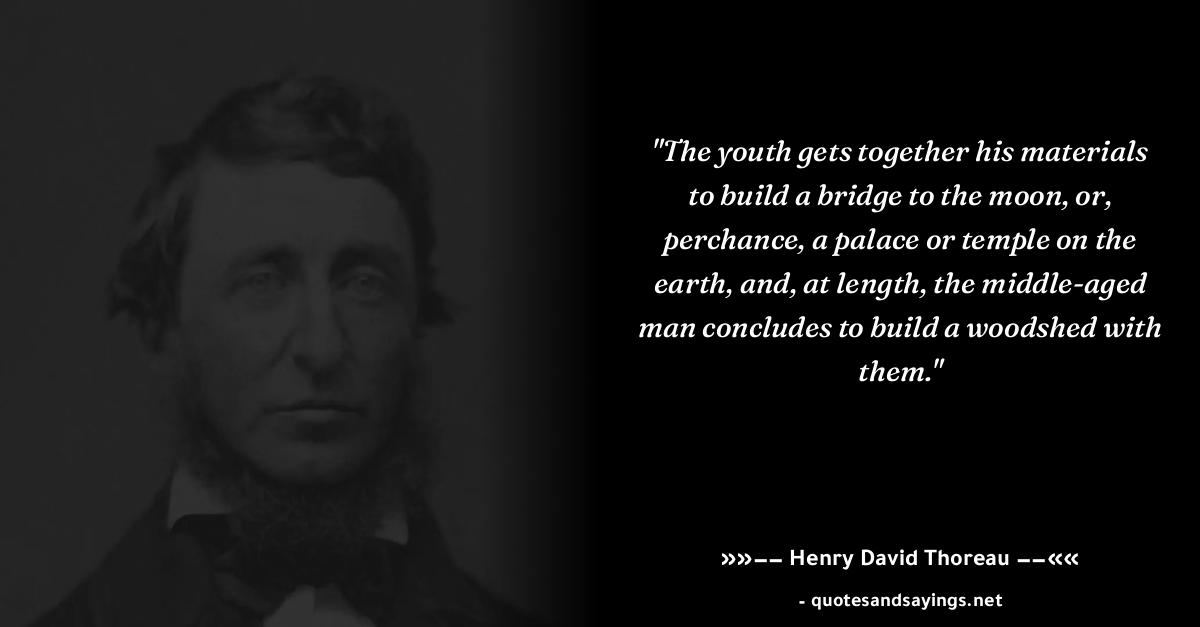 "The youth gets together his materials
to build a bridge to the moon, or,
perchance, a palace or temple on the
earth, and, at length, the middle-aged
man concludes to build a woodshed with
them."
»»−− Henry David Thoreau −−««
- quotesandsayings.net